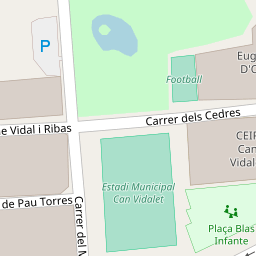 P
Eug
D'O
Football
Carrer dels Cedres
e Vidal i Ribas
CEIP
Can
Vidal
Estadi Municipal
Can Vidalet
de Pau Torres
Carrer del M
Plaça Blas
Infante